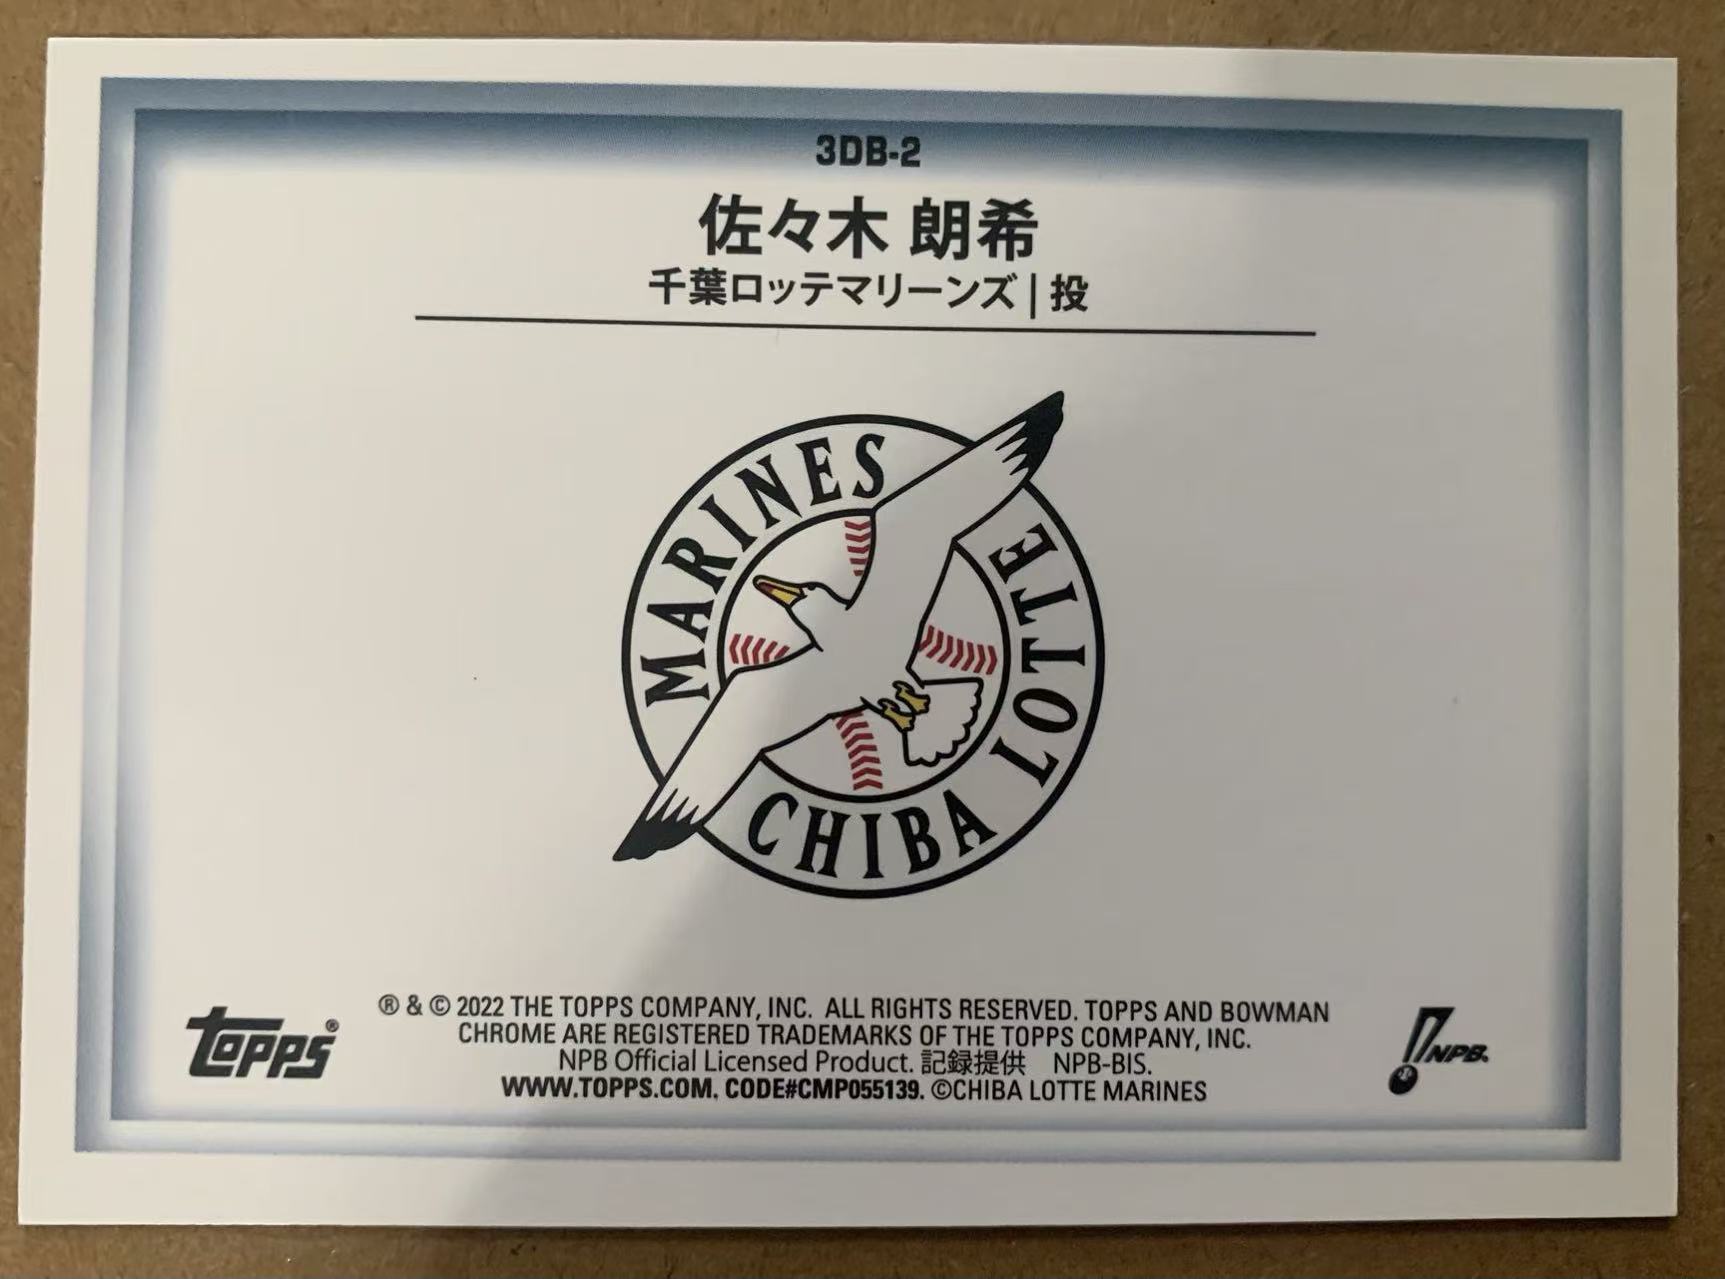 3DB-2
佐々木 朗希
千葉ロッテマリーンズ | 投
MARINES
CHIBA LOTTE
® & © 2022 THE TOPPS COMPANY, INC. ALL RIGHTS RESERVED. TOPPS AND BOWMAN
CHROME ARE REGISTERED TRADEMARKS OF THE TOPPS COMPANY, INC.
NPB Official Licensed Product. 記録提供 NPB-BIS.
WWW.TOPPS.COM. CODE#CMP055139. ©CHIBA LOTTE MARINES
TOPPS®
NPB.